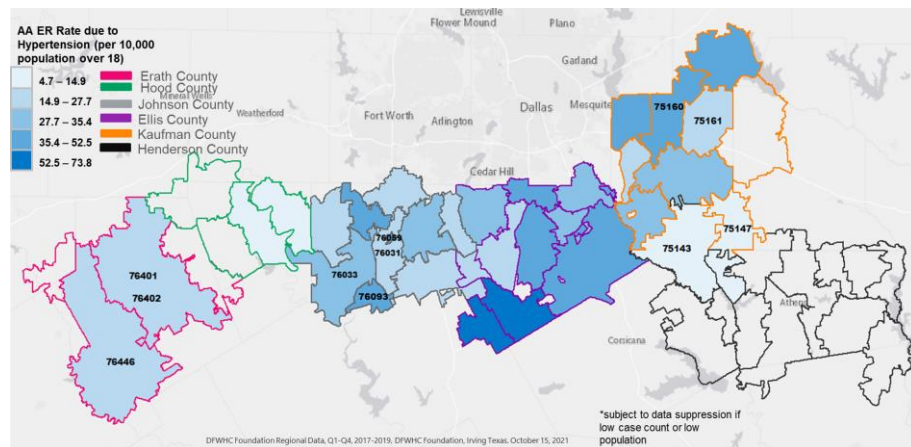 Lewisville
Flower Mound
Plano
AA ER Rate due to
Hypertension (per 10,000
population over 18)
4.7 – 14.9
14.9 – 27.7
27.7 – 35.4
35.4 – 52.5
52.5 – 73.8
Erath County
Hood County
Johnson County
Ellis County
Kaufman County
Henderson County
Garland
Mineral Wells
Weatherford
Fort Worth
Arlington
Dallas
Mesquite
75160
75161
Cedar Hill
76059
76031
76033
76093
75143
75147
76401
76402
76446
Athens
Corsicana
*subject to data suppression if
low case count or low
population
DFWHC Foundation Regional Data, Q1-Q4, 2017-2019. DFWHC Foundation, Irving Texas. October 15, 2021